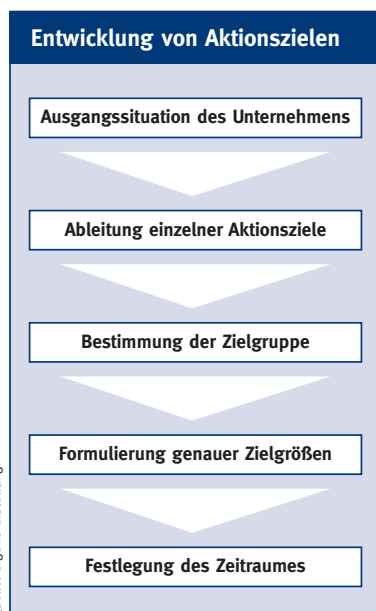 Entwicklung von Aktionszielen
Ausgangssituation des Unternehmens
Ableitung einzelner Aktionsziele
Bestimmung der Zielgruppe
Formulierung genauer Zielgrößen
Festlegung des Zeitraumes